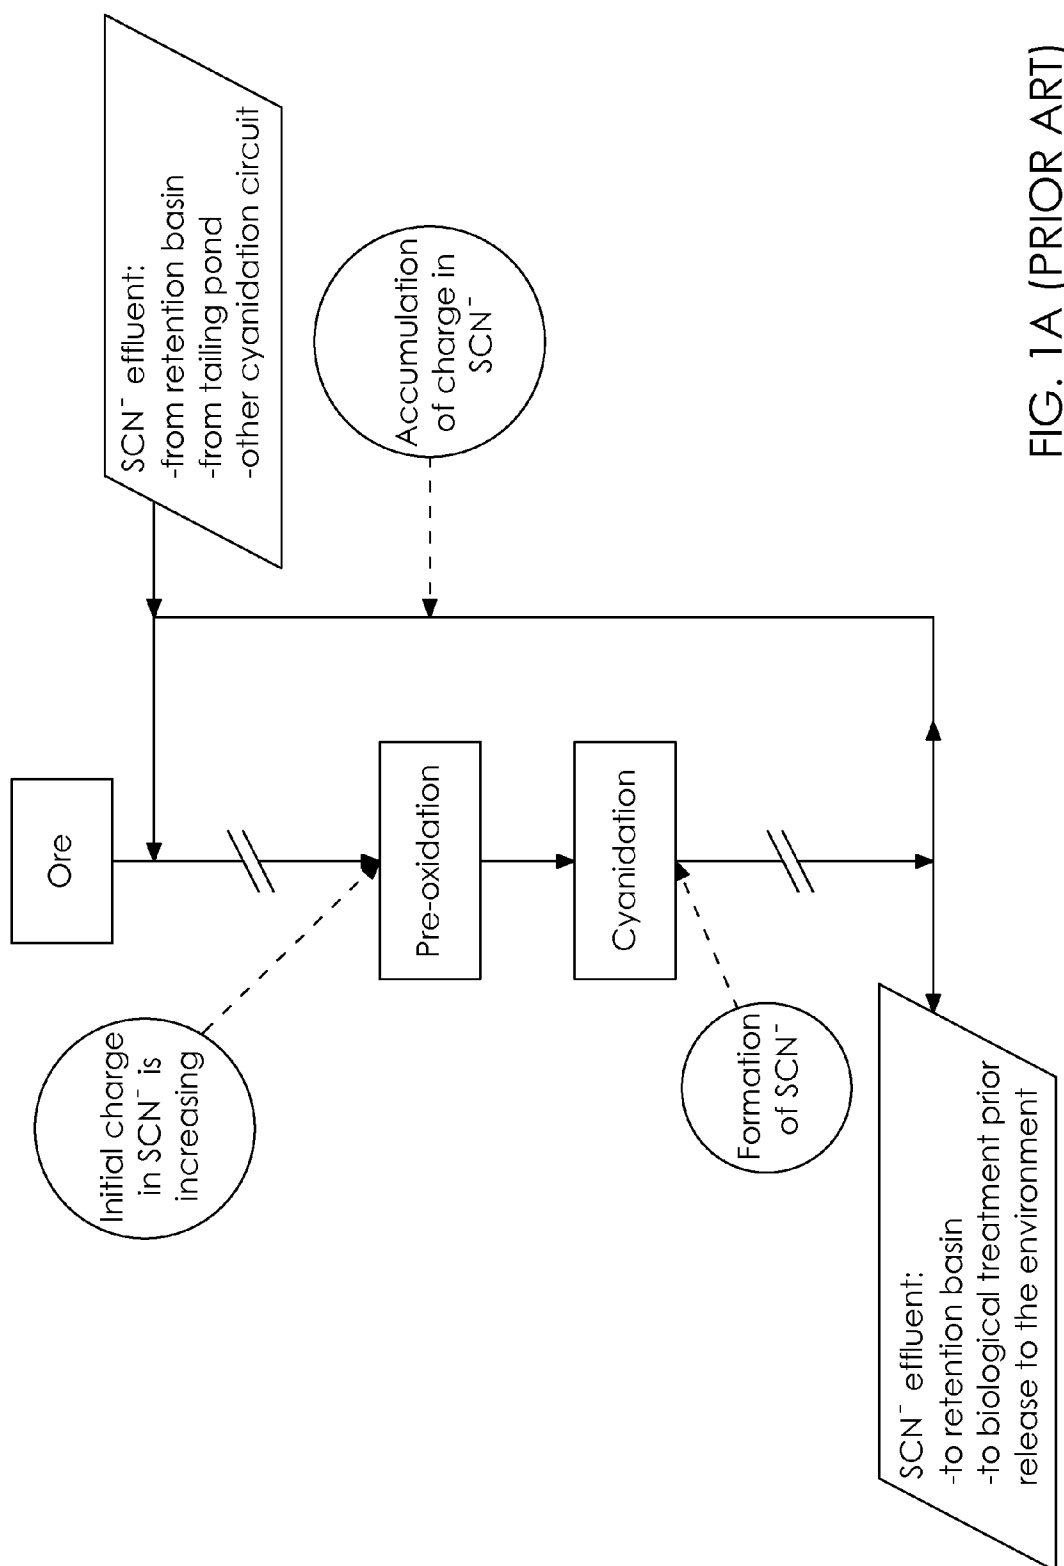 SCN⁻ effluent:
-from retention basin
-from tailing pond
-other cyanidation circuit
Accumulation
of charge in
SCN⁻
Ore
Pre-oxidation
Cyanidation
Initial charge
in SCN⁻ is
increasing
Formation
of SCN⁻
SCN⁻ effluent:
-to retention basin
-to biological treatment prior
release to the environment
FIG. 1A (PRIOR ART)